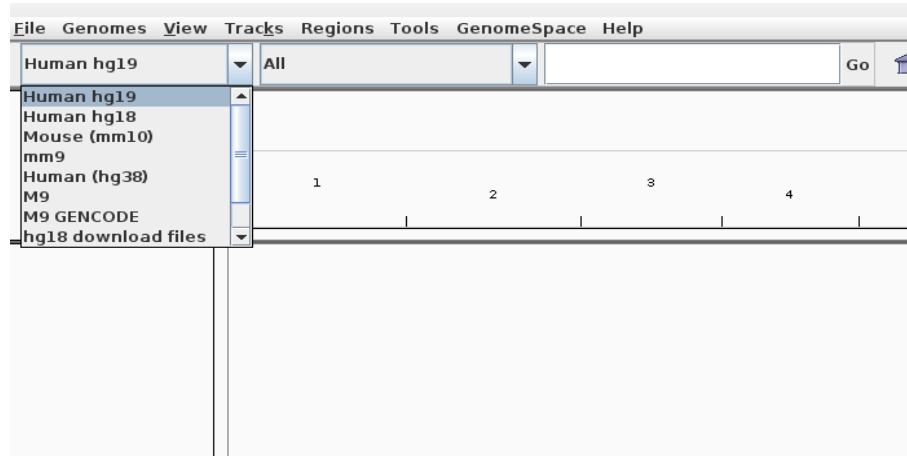 File Genomes View Tracks Regions Tools GenomeSpace Help
Human hg19 All Go
Human hg19
Human hg18
Mouse (mm10)
mm9
Human (hg38)
M9
M9 GENCODE
hg18 download files
1 2 3 4